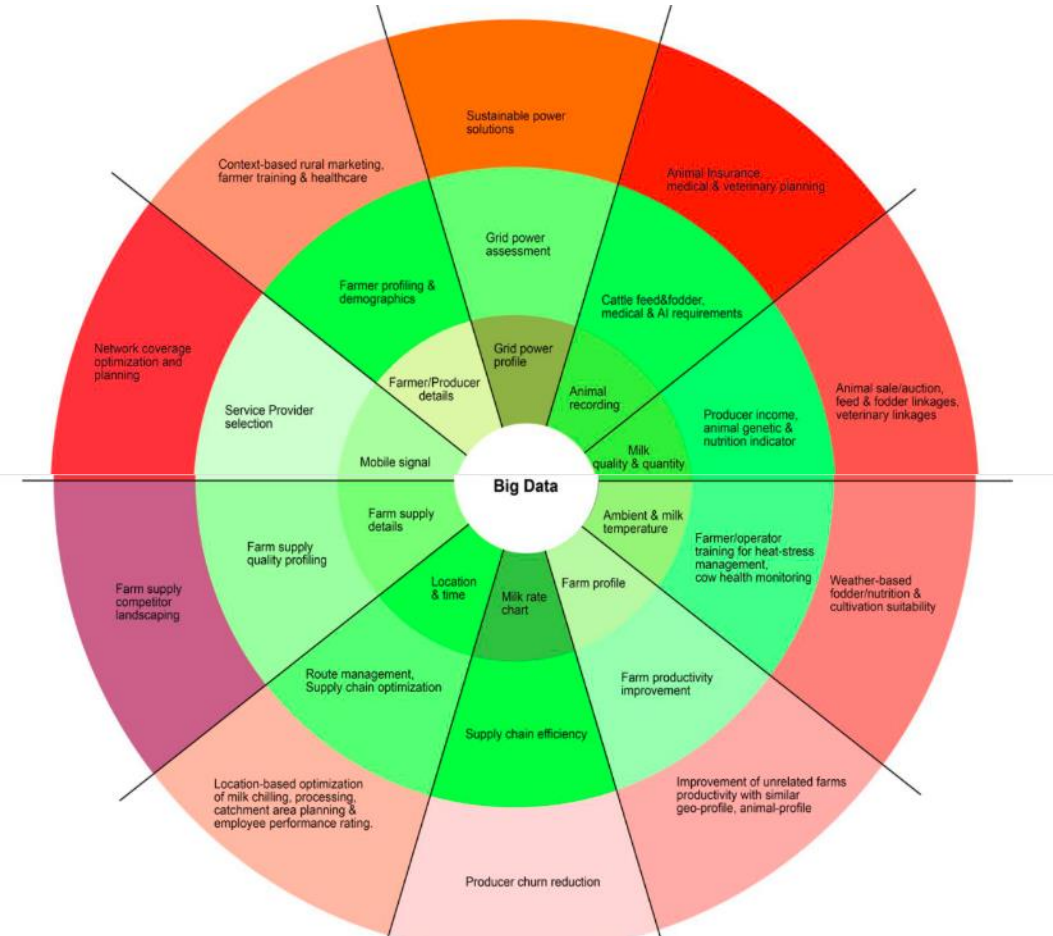 Sustainable power
solutions
Context-based rural marketing,
farmer training & healthcare
Animal Insurance,
medical & veterinary planning
Grid power
assessment
Farmer profiling &
demographics
Cattle feed&fodder,
medical & AI requirements
Network coverage
optimization and
planning
Grid power
profile
Farmer/Producer
details
Animal
recording
Animal sale/auction,
feed & fodder linkages,
veterinary linkages
Service Provider
selection
Producer income,
animal genetic &
nutrition indicator
Mobile signal
Milk
quality & quantity
Big Data
Farm supply
details
Ambient & milk
temperature
Farm supply
quality profiling
Farmer/operator
training for heat-stress
management,
cow health monitoring
Farm supply
competitor
landscaping
Location
& time
Milk rate
chart
Farm profile
Weather-based
fodder/nutrition &
cultivation suitability
Route management,
Supply chain optimization
Farm productivity
improvement
Supply chain efficiency
Location-based optimization
of milk chilling, processing,
catchment area planning &
employee performance rating.
Improvement of unrelated farms
productivity with similar
geo-profile, animal-profile
Producer churn reduction